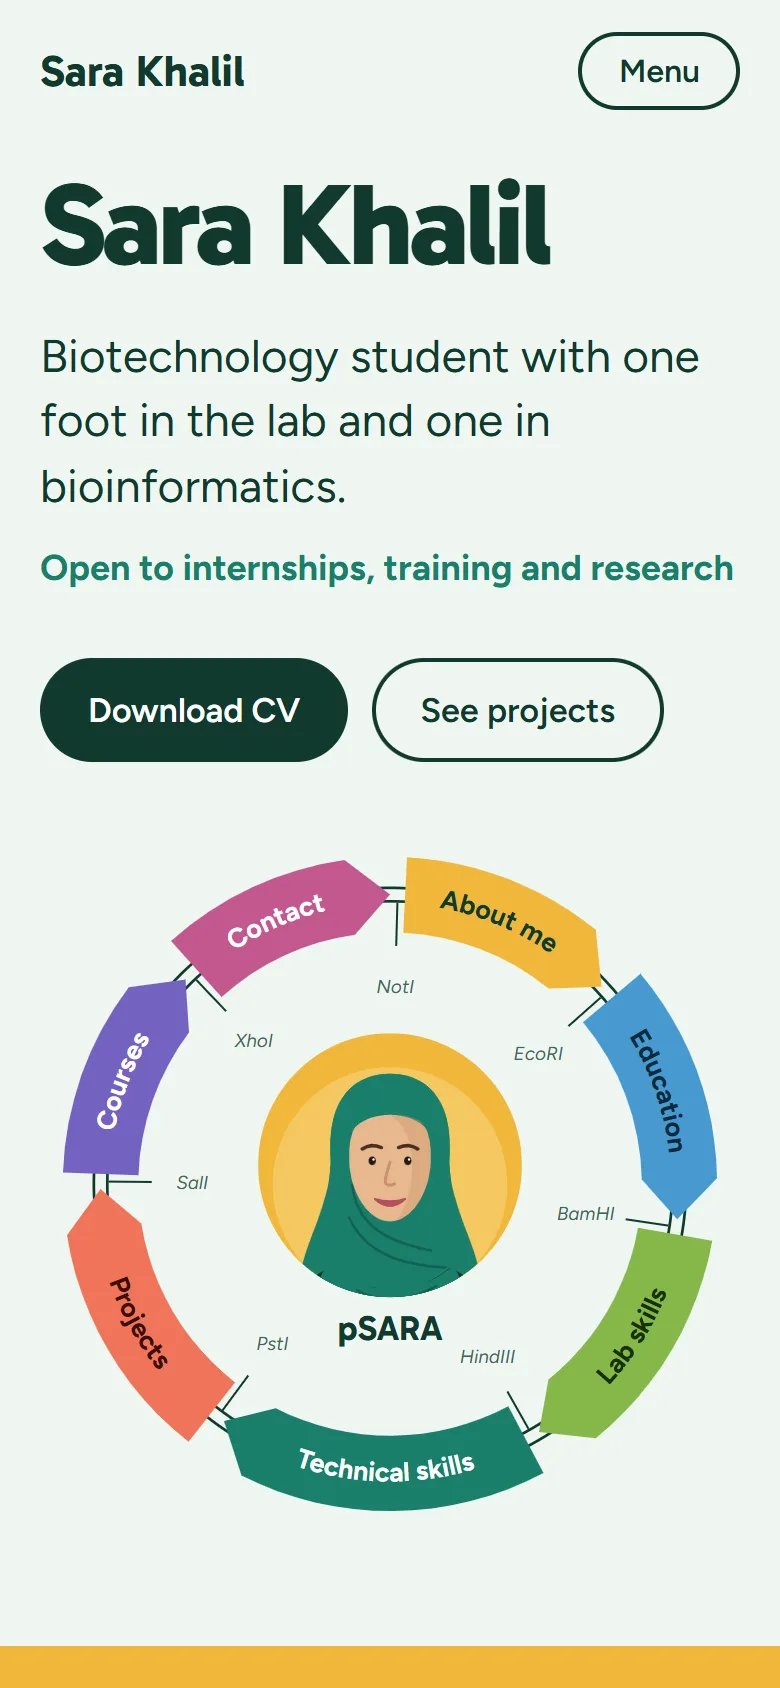 Sara Khalil
Menu
Sara Khalil
Biotechnology student with one
foot in the lab and one in
bioinformatics.
Open to internships, training and research
Download CV
See projects
Contact
About me
NotI
XhoI
EcoRI
Courses
Education
SalI
BamHI
Projects
Lab skills
PstI
pSARA
HindIII
Technical skills